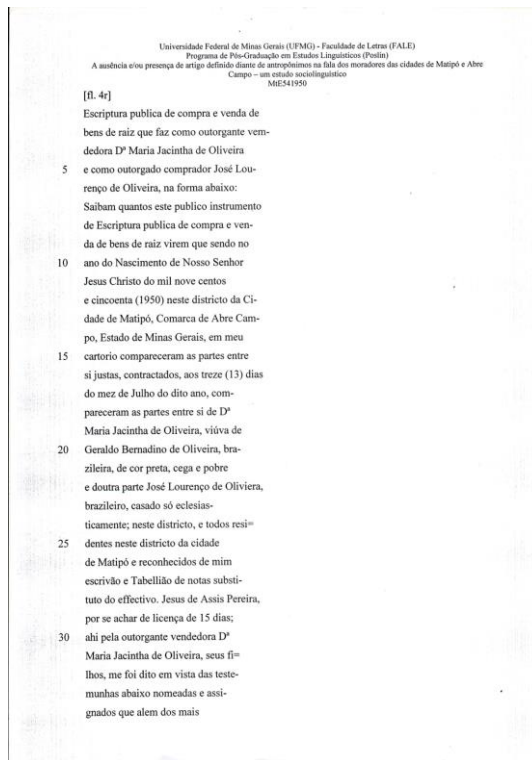 Universidade Federal de Minas Gerais (UFMG) - Faculdade de Letras (FALE)
Programa de Pós-Graduação em Estudos Linguísticos (Poslin)
A ausência e/ou presença de artigo definido diante de antropônimos na fala dos moradores das cidades de Matipó e Abre
Campo – um estudo sociolinguístico
MtE541950
[fl. 4r]
Escriptura publica de compra e venda de
bens de raiz que faz como outorgante vem-
dedora Dª Maria Jacintha de Oliveira
5 e como outorgado comprador José Lou-
renço de Oliveira, na forma abaixo:
Saibam quantos este publico instrumento
de Escriptura publica de compra e ven-
da de bens de raiz virem que sendo no
10 ano do Nascimento de Nosso Senhor
Jesus Christo do mil nove centos
e cincoenta (1950) neste districto da Ci-
dade de Matipó, Comarca de Abre Cam-
po, Estado de Minas Gerais, em meu
15 cartorio compareceram as partes entre
si justas, contractados, aos treze (13) dias
do mez de Julho do dito ano, com-
pareceram as partes entre si de Dª
Maria Jacintha de Oliveira, viúva de
20 Geraldo Bernadino de Oliveira, bra-
zileira, de cor preta, cega e pobre
e doutra parte José Lourenço de Oliviera,
brazileiro, casado só eclesias-
ticamente; neste districto, e todos resi=
25 dentes neste districto da cidade
de Matipó e reconhecidos de mim
escrivão e Tabellião de notas substi-
tuto do effectivo. Jesus de Assis Pereira,
por se achar de licença de 15 dias;
30 ahi pela outorgante vendedora Dª
Maria Jacintha de Oliveira, seus fi=
lhos, me foi dito em vista das teste-
munhas abaixo nomeadas e assi-
gnados que alem dos mais